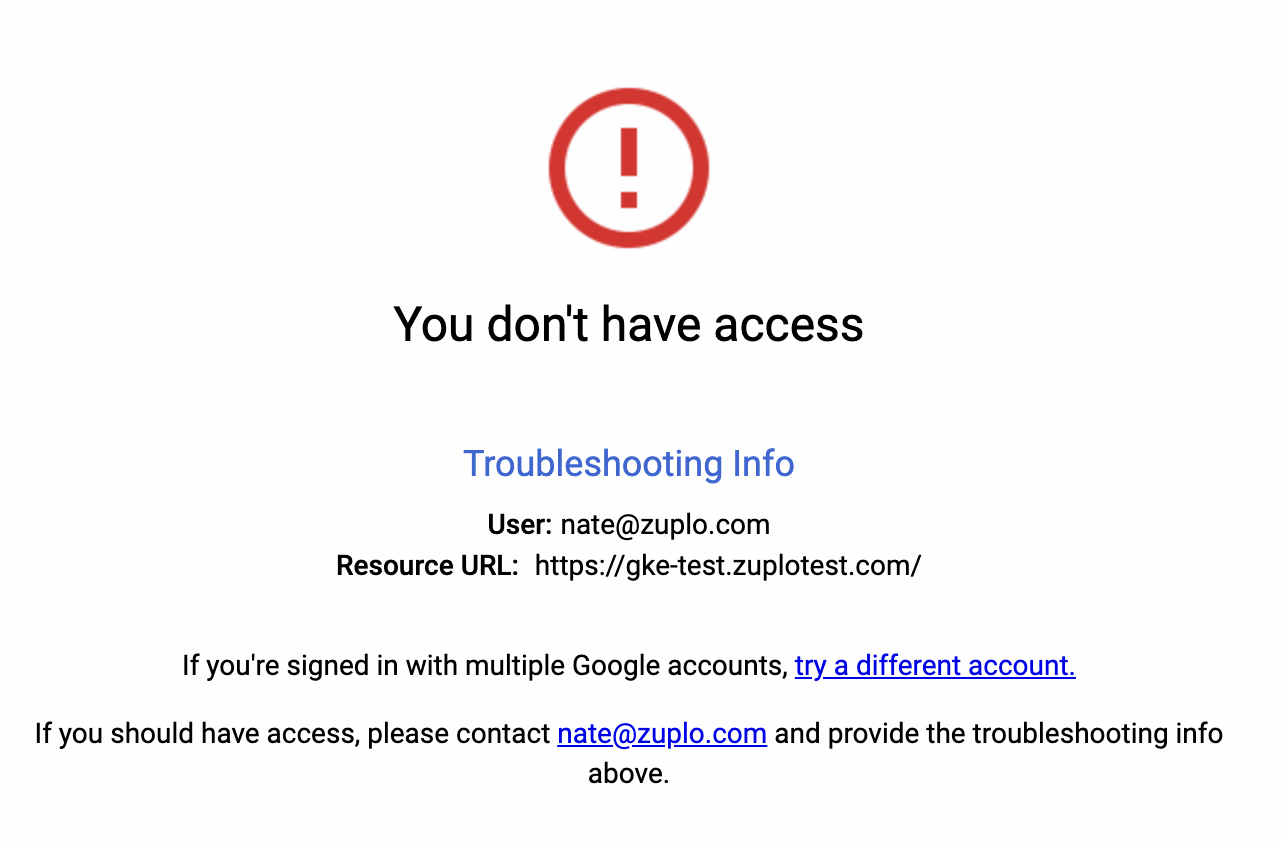 You don't have access
Troubleshooting Info
User: nate@zuplo.com
Resource URL: https://gke-test.zuplotest.com/
If you're signed in with multiple Google accounts, try a different account.
If you should have access, please contact nate@zuplo.com and provide the troubleshooting info
above.